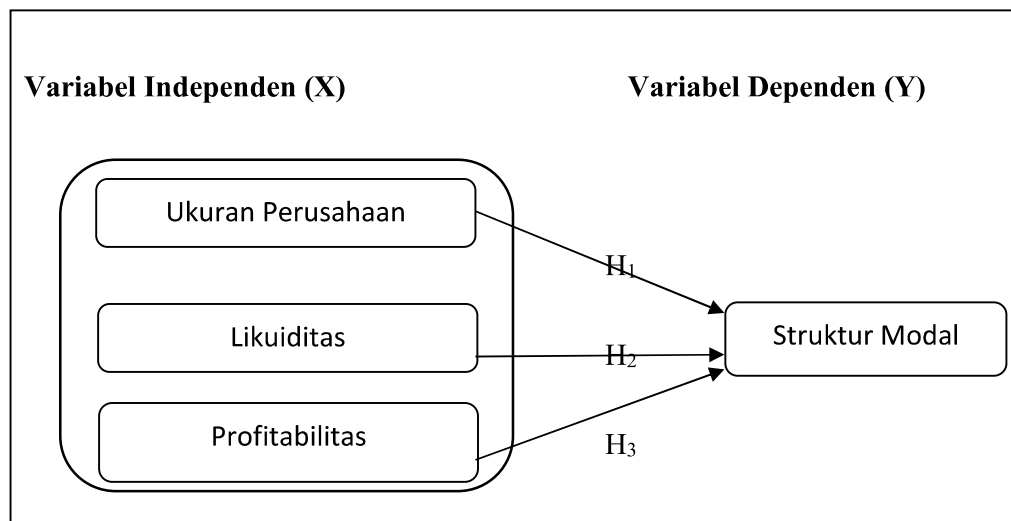 Variabel Independen (X)
Variabel Dependen (Y)
Ukuran Perusahaan
H₁
Likuiditas
H₂
Struktur Modal
Profitabilitas
H₃